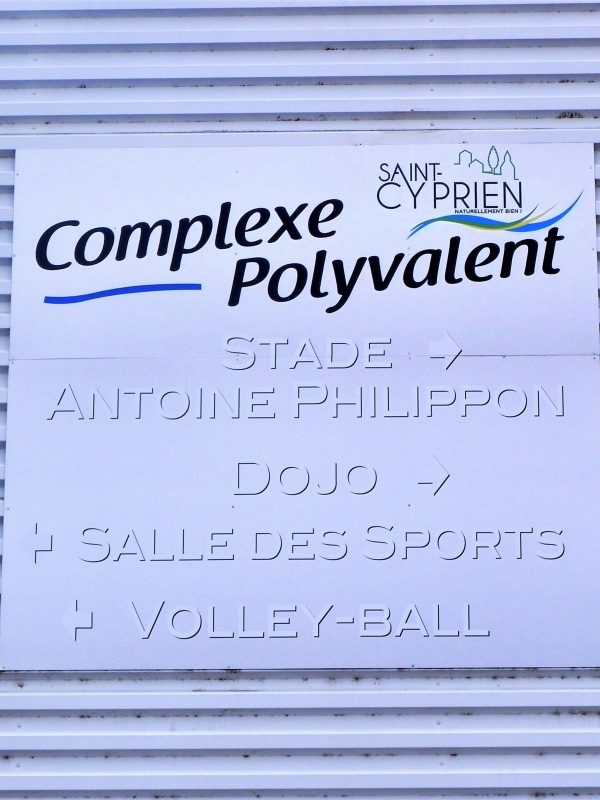 SAINT-
CYPRIEN
NATURELLEMENT BIEN !
Complexe
Polyvalent
STADE →
ANTOINE PHILIPPON
DOJO →
← SALLE DES SPORTS
← VOLLEY-BALL